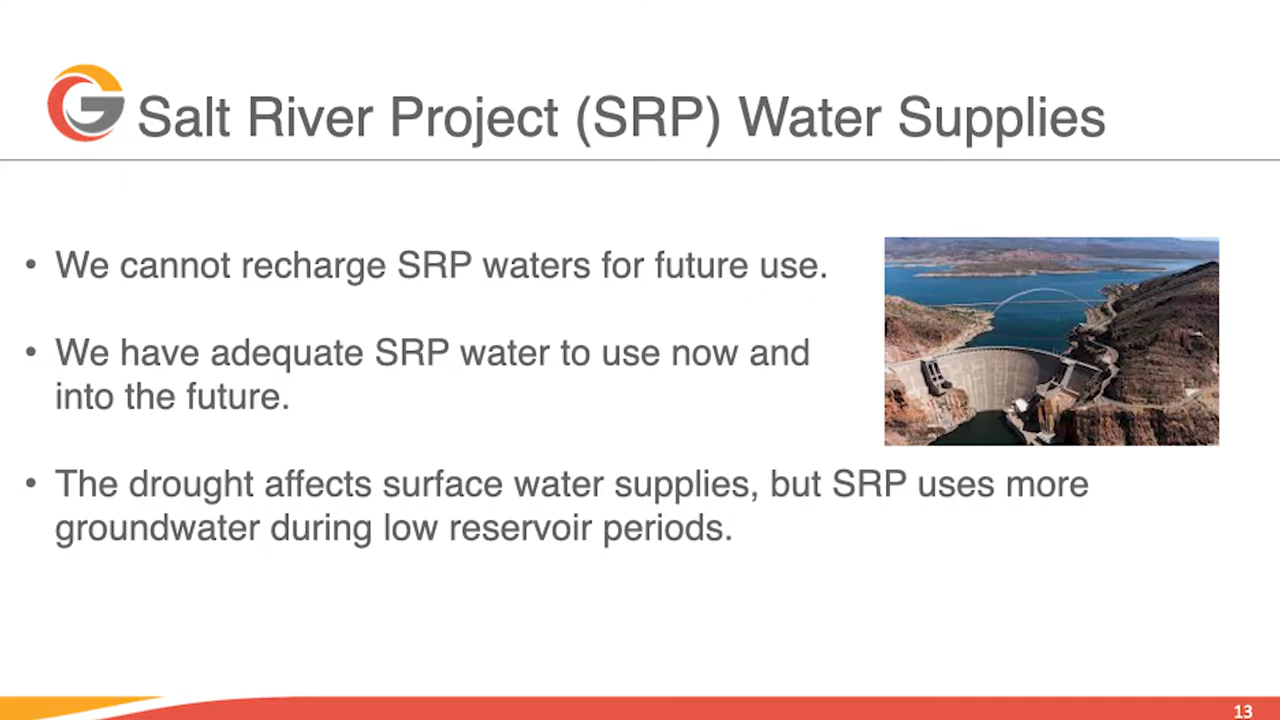 Salt River Project (SRP) Water Supplies
• We cannot recharge SRP waters for future use.
• We have adequate SRP water to use now and
into the future.
• The drought affects surface water supplies, but SRP uses more
groundwater during low reservoir periods.
13